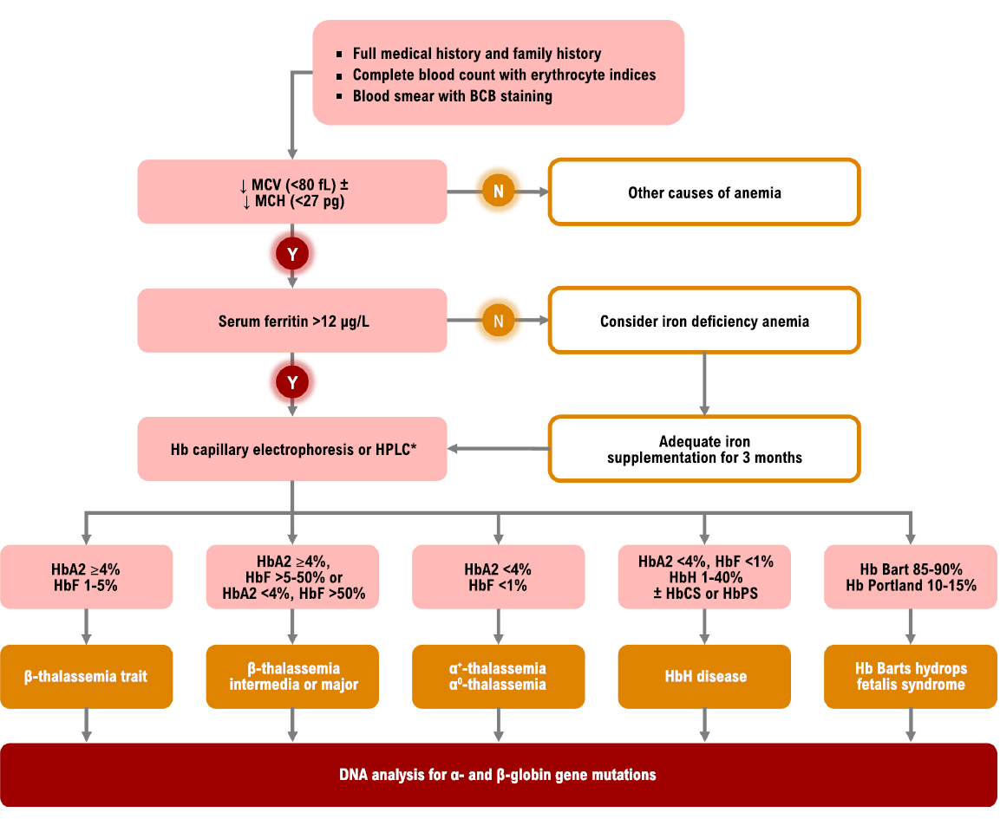 ▪ Full medical history and family history
▪ Complete blood count with erythrocyte indices
▪ Blood smear with BCB staining
↓ MCV (<80 fL) ±
↓ MCH (<27 pg)
N
Other causes of anemia
Y
Serum ferritin >12 µg/L
N
Consider iron deficiency anemia
Y
Hb capillary electrophoresis or HPLC*
Adequate iron
supplementation for 3 months
HbA2 ≥4%
HbF 1-5%
HbA2 ≥4%,
HbF >5-50% or
HbA2 <4%, HbF >50%
HbA2 <4%
HbF <1%
HbA2 <4%, HbF <1%
HbH 1-40%
± HbCS or HbPS
Hb Bart 85-90%
Hb Portland 10-15%
β-thalassemia trait
β-thalassemia
intermedia or major
α⁺-thalassemia
α⁰-thalassemia
HbH disease
Hb Barts hydrops
fetalis syndrome
DNA analysis for α- and β-globin gene mutations